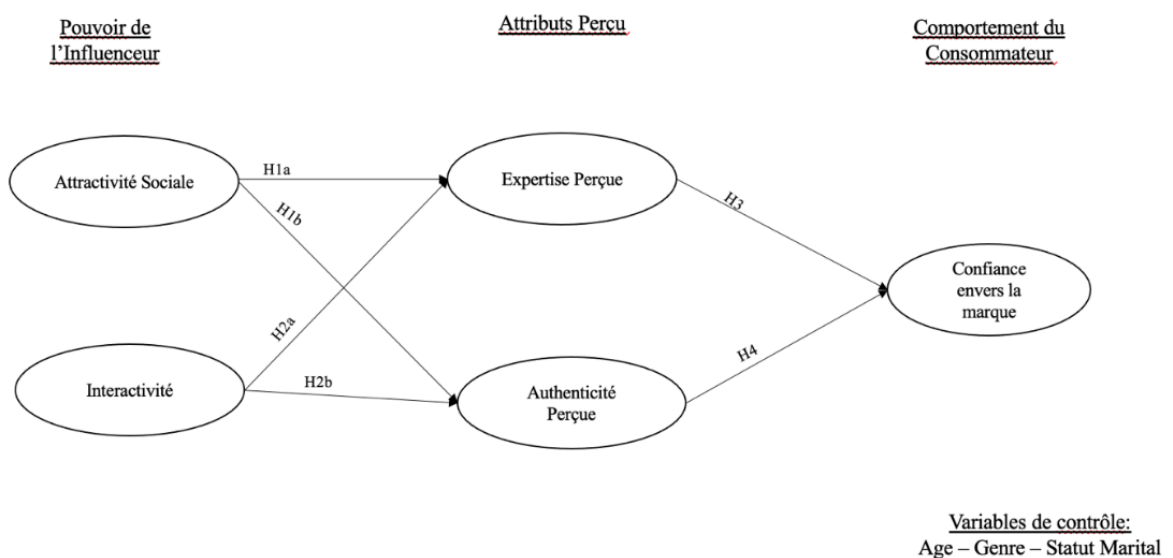 Pouvoir de
l’Influenceur
Attributs Perçu
Comportement du
Consommateur
Attractivité Sociale
H1a
Expertise Perçue
H1b
H3
Confiance
envers la
marque
H2a
Interactivité
H2b
Authenticité
Perçue
H4
Variables de contrôle:
Age – Genre – Statut Marital